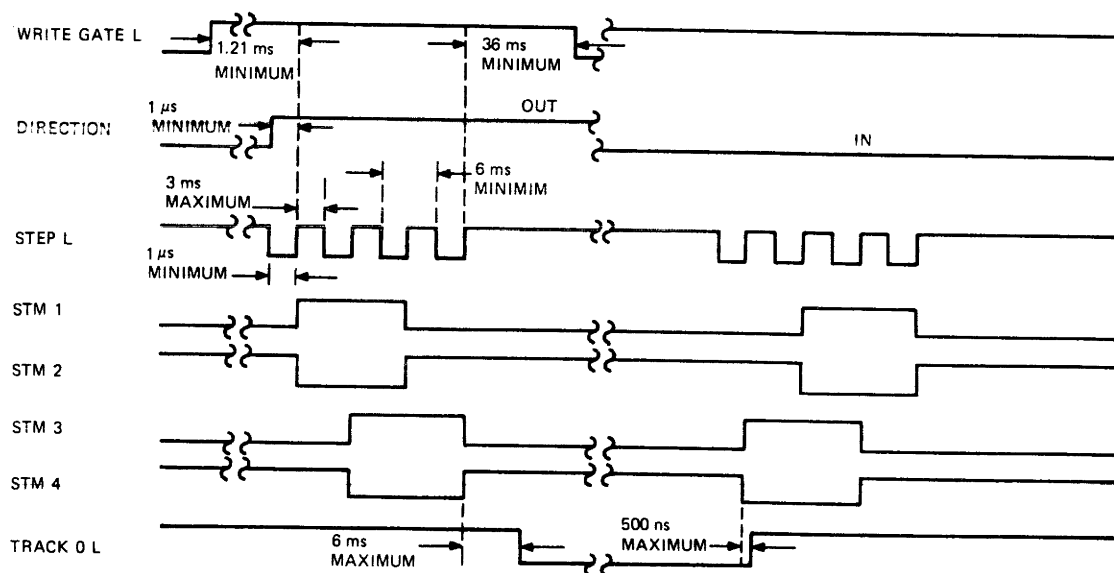 WRITE GATE L
1.21 ms
MINIMUM
36 ms
MINIMUM
DIRECTION
1 μs
MINIMUM
OUT
IN
3 ms
MAXIMUM
6 ms
MINIMIM
STEP L
1 μs
MINIMUM
STM 1
STM 2
STM 3
STM 4
TRACK 0 L
6 ms
MAXIMUM
500 ns
MAXIMUM